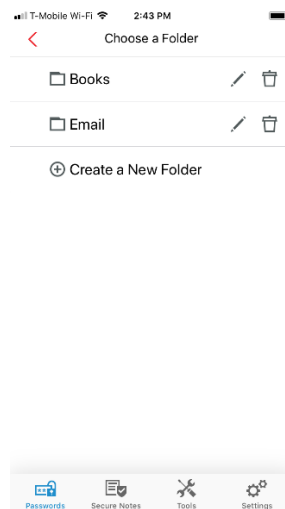 T-Mobile Wi-Fi 2:43 PM
Choose a Folder
Books
Email
Create a New Folder
Passwords Secure Notes Tools Settings